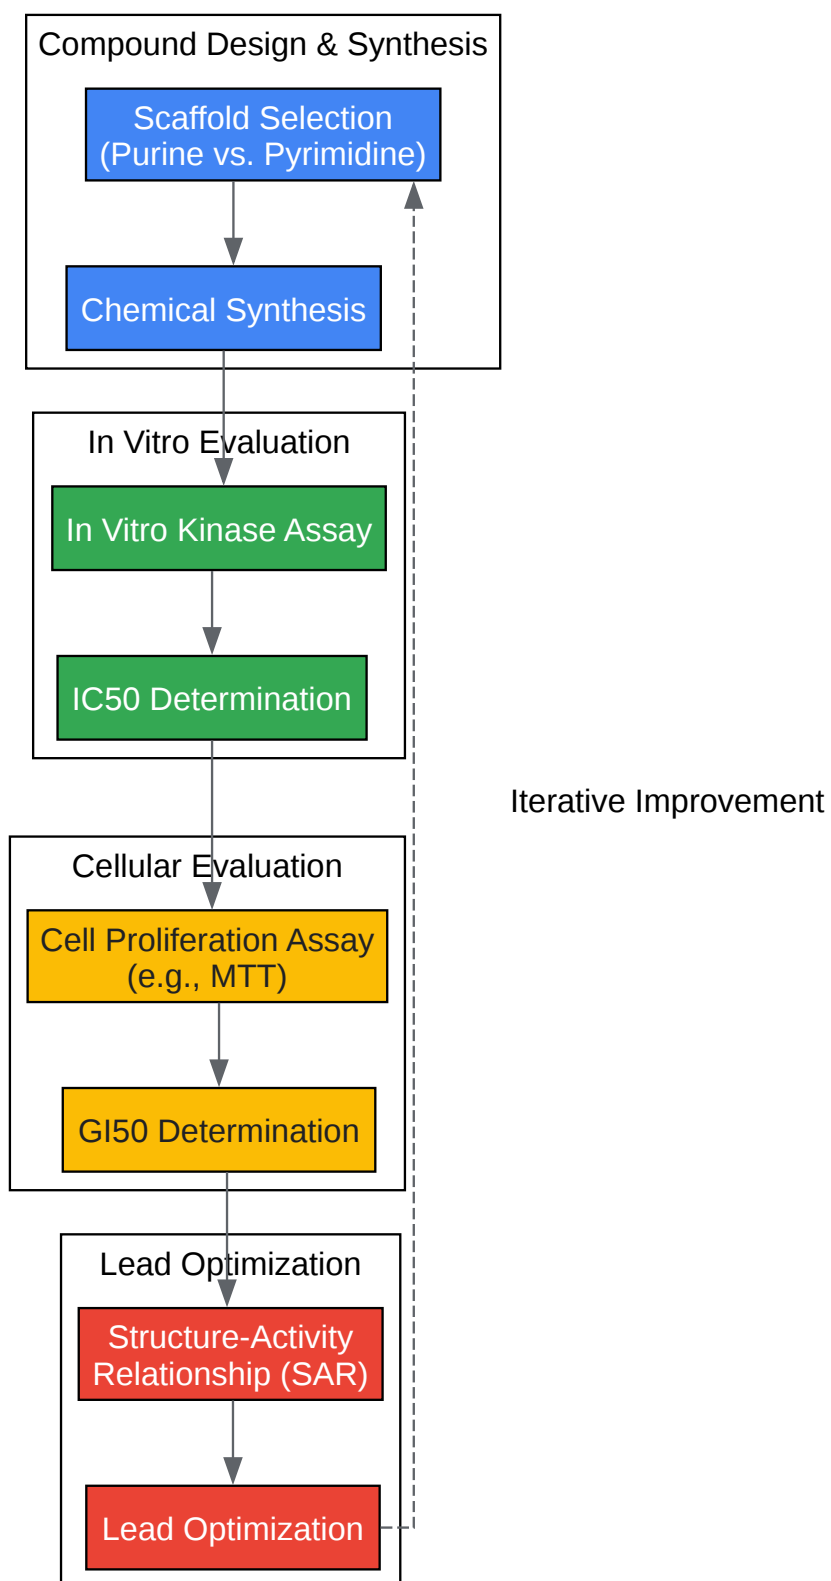 Compound Design & Synthesis
Scaffold Selection
(Purine vs. Pyrimidine)
Chemical Synthesis
In Vitro Evaluation
In Vitro Kinase Assay
IC50 Determination
Iterative Improvement
Cellular Evaluation
Cell Proliferation Assay
(e.g., MTT)
GI50 Determination
Lead Optimization
Structure-Activity
Relationship (SAR)
Lead Optimization